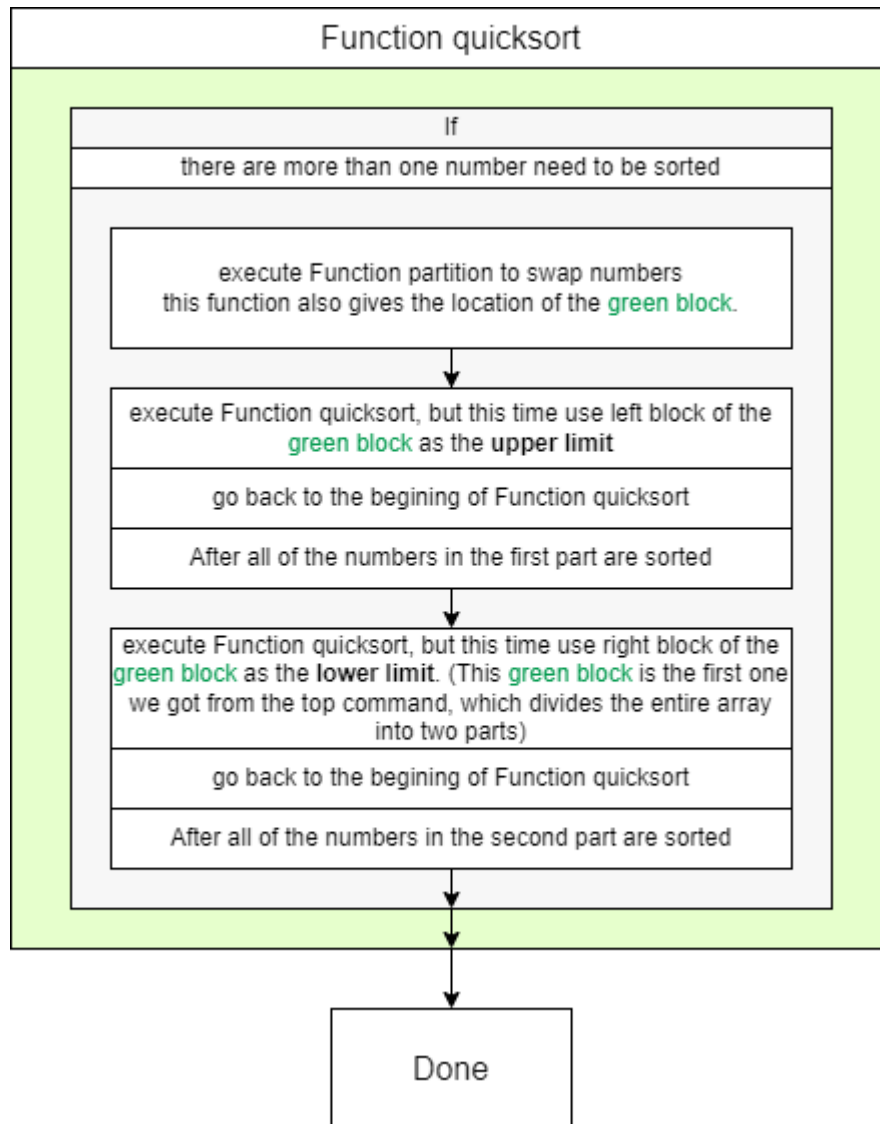 Function quicksort
If
there are more than one number need to be sorted
execute Function partition to swap numbers
this function also gives the location of the green block.
execute Function quicksort, but this time use left block of the
green block as the upper limit
go back to the begining of Function quicksort
After all of the numbers in the first part are sorted
execute Function quicksort, but this time use right block of the
green block as the lower limit. (This green block is the first one
we got from the top command, which divides the entire array
into two parts)
go back to the begining of Function quicksort
After all of the numbers in the second part are sorted
Done